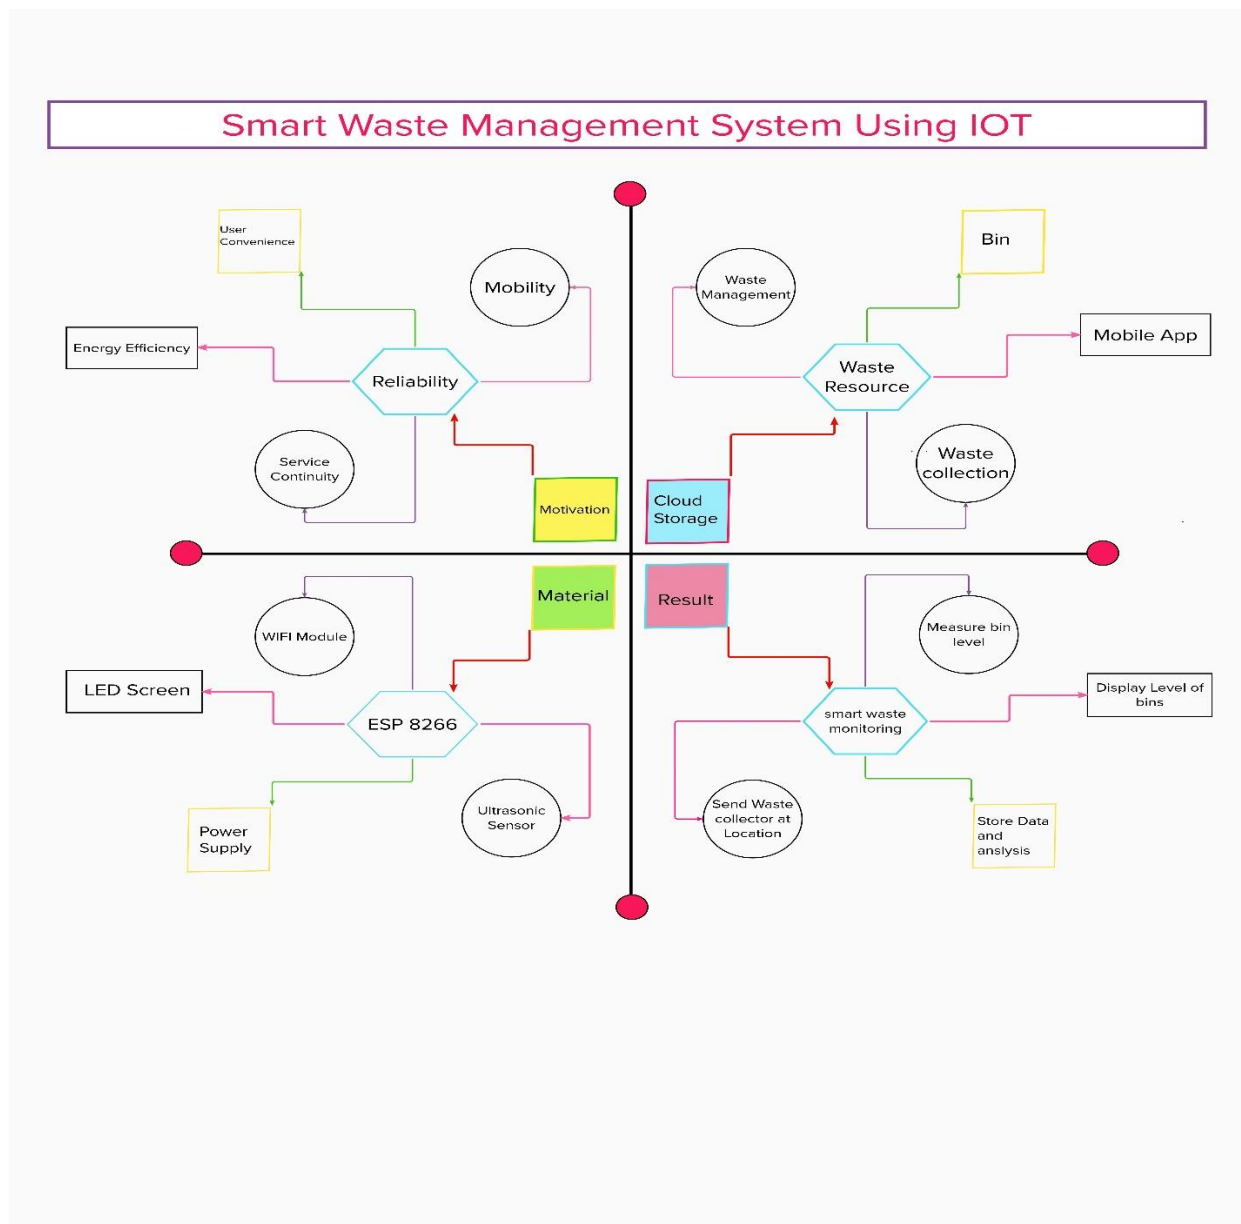 Smart Waste Management System Using IOT
User
Convenience
Mobility
Energy Efficiency
Reliability
Service
Continuity
Motivation
Waste
Management
Bin
Mobile App
Waste
Resource
Waste
collection
Cloud
Storage
Material
WIFI Module
LED Screen
ESP 8266
Power
Supply
Ultrasonic
Sensor
Result
Measure bin
level
Display Level of
bins
smart waste
monitoring
Send Waste
collector at
Location
Store Data
and
anslysis